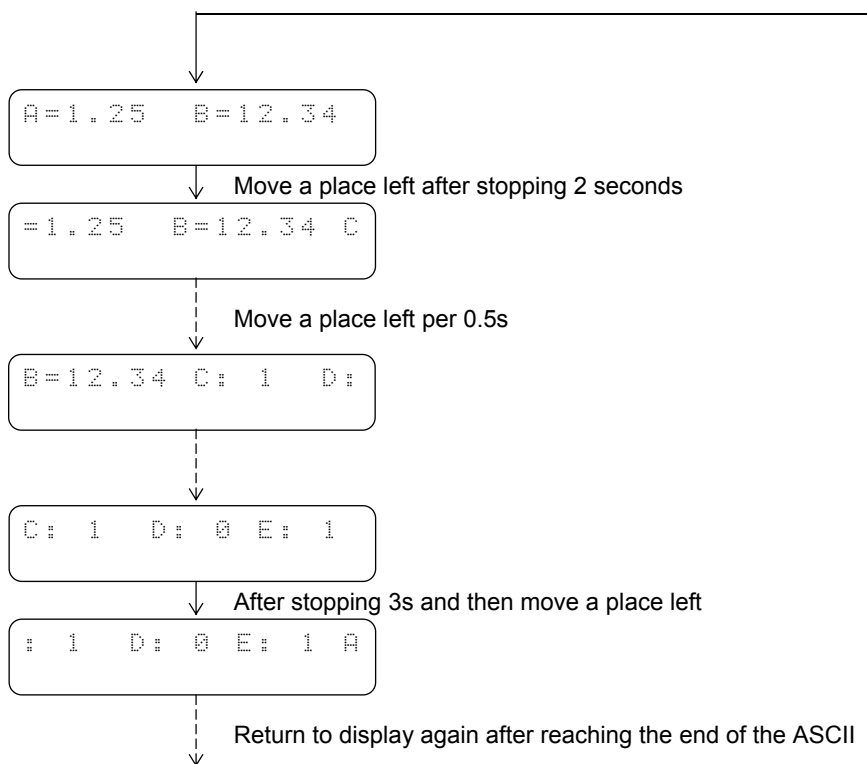 A=1.25  B=12.34
Move a place left after stopping 2 seconds
=1.25  B=12.34 C
Move a place left per 0.5s
B=12.34 C: 1  D:
C: 1  D: 0 E: 1
After stopping 3s and then move a place left
: 1  D: 0 E: 1 A
Return to display again after reaching the end of the ASCII